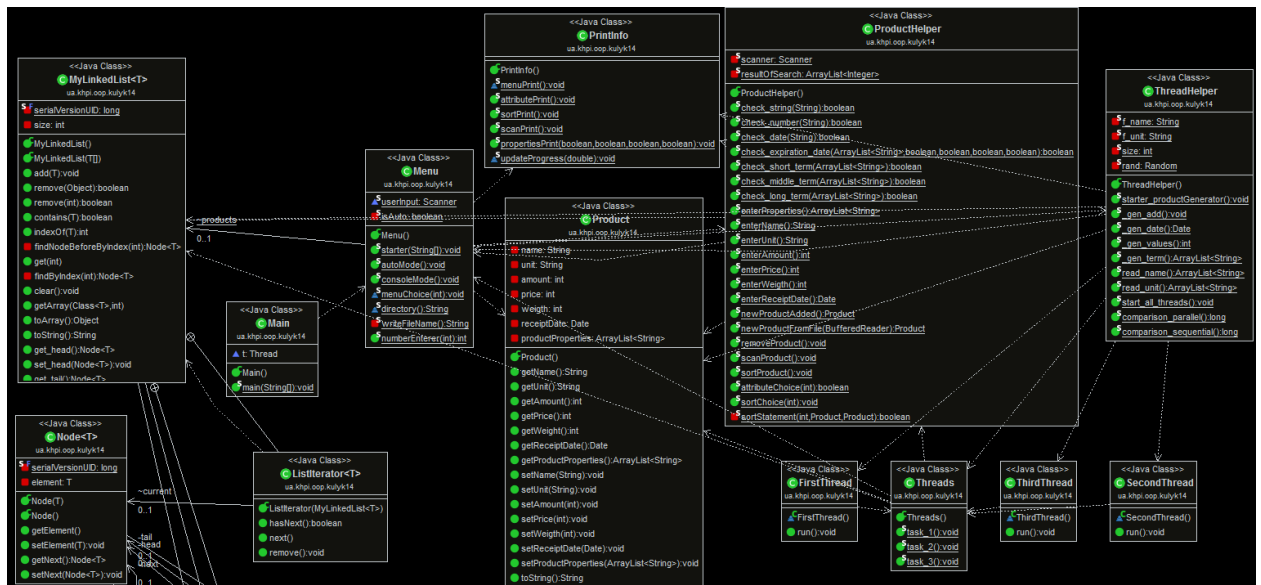 <<Java Class>>
MyLinkedList<T>
ua.khpi.oop.kulyk14
serialVersionUID: long
size: int
MyLinkedList()
MyLinkedList(T[])
add(T):void
remove(Object):boolean
remove(int):boolean
contains(T):boolean
indexOf(T):int
findNodeBeforeByIndex(int):Node<T>
get(int)
findByIndex(int):Node<T>
clear():void
getArray(Class<T>,int)
toArray():Object
toString():String
get_head():Node<T>
set_head(Node<T>):void
get_tail():Node<T>
<<Java Class>>
Node<T>
ua.khpi.oop.kulyk14
serialVersionUID: long
element: T
Node(T)
Node()
getElement()
setElement(T):void
getNext():Node<T>
setNext(Node<T>):void
<<Java Class>>
Main
ua.khpi.oop.kulyk14
t: Thread
Main()
main(String[]):void
<<Java Class>>
ListIterator<T>
ua.khpi.oop.kulyk14
ListIterator(MyLinkedList<T>)
hasNext():boolean
next()
remove():void
~current
0..1
~tail
~head
0..1
0..1
~products
0..1
<<Java Class>>
Menu
ua.khpi.oop.kulyk14
userInput: Scanner
isAuto: boolean
Menu()
starter(String[]):void
autoMode():void
consoleMode():void
menuChoice(int):void
directory():String
writeFileName():String
numberEnterer(int):int
<<Java Class>>
PrintInfo
ua.khpi.oop.kulyk14
PrintInfo()
menuPrint():void
attributePrint():void
sortPrint():void
scanPrint():void
propertiesPrint(boolean,boolean,boolean,boolean):void
updateProgress(double):void
<<Java Class>>
Product
ua.khpi.oop.kulyk14
name: String
unit: String
amount: int
price: int
weigth: int
receiptDate: Date
productProperties: ArrayList<String>
Product()
getName():String
getUnit():String
getAmount():int
getPrice():int
getWeight():int
getReceiptDate():Date
getProductProperties():ArrayList<String>
setName(String):void
setUnit(String):void
setAmount(int):void
setPrice(int):void
setWeigth(int):void
setReceiptDate(Date):void
setProductProperties(ArrayList<String>):void
toString():String
<<Java Class>>
ProductHelper
ua.khpi.oop.kulyk14
scanner: Scanner
resultOfSearch: ArrayList<Integer>
ProductHelper()
check_string(String):boolean
check_number(String):boolean
check_date(String):boolean
check_expiration_date(ArrayList<String>,boolean,boolean,boolean,boolean):boolean
check_short_term(ArrayList<String>):boolean
check_middle_term(ArrayList<String>):boolean
check_long_term(ArrayList<String>):boolean
enterProperties():ArrayList<String>
enterName():String
enterUnit():String
enterAmount():int
enterPrice():int
enterWeigth():int
enterReceiptDate():Date
newProductAdded():Product
newProductFromFile(BufferedReader):Product
removeProduct():void
scanProduct():void
sortProduct():void
attributeChoice(int):boolean
sortChoice(int):void
sortStatement(int,Product,Product):boolean
<<Java Class>>
ThreadHelper
ua.khpi.oop.kulyk14
f_name: String
f_unit: String
size: int
rand: Random
ThreadHelper()
starter_productGenerator():void
_gen_add():void
_gen_date():Date
_gen_values():int
_gen_term():ArrayList<String>
read_name():ArrayList<String>
read_unit():ArrayList<String>
start_all_threads():void
comparison_parallel():long
comparison_sequential():long
<<Java Class>>
FirstThread
ua.khpi.oop.kulyk14
FirstThread()
run():void
<<Java Class>>
Threads
ua.khpi.oop.kulyk14
Threads()
task_1():void
task_2():void
task_3():void
<<Java Class>>
ThirdThread
ua.khpi.oop.kulyk14
ThirdThread()
run():void
<<Java Class>>
SecondThread
ua.khpi.oop.kulyk14
SecondThread()
run():void